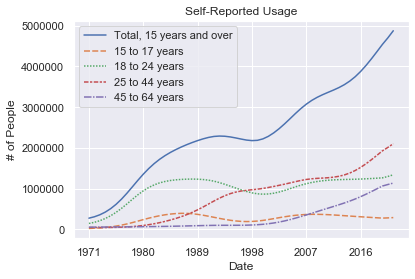 Self-Reported Usage
5000000
4000000
3000000
2000000
1000000
0
# of People
Total, 15 years and over
15 to 17 years
18 to 24 years
25 to 44 years
45 to 64 years
1971 1980 1989 1998 2007 2016
Date